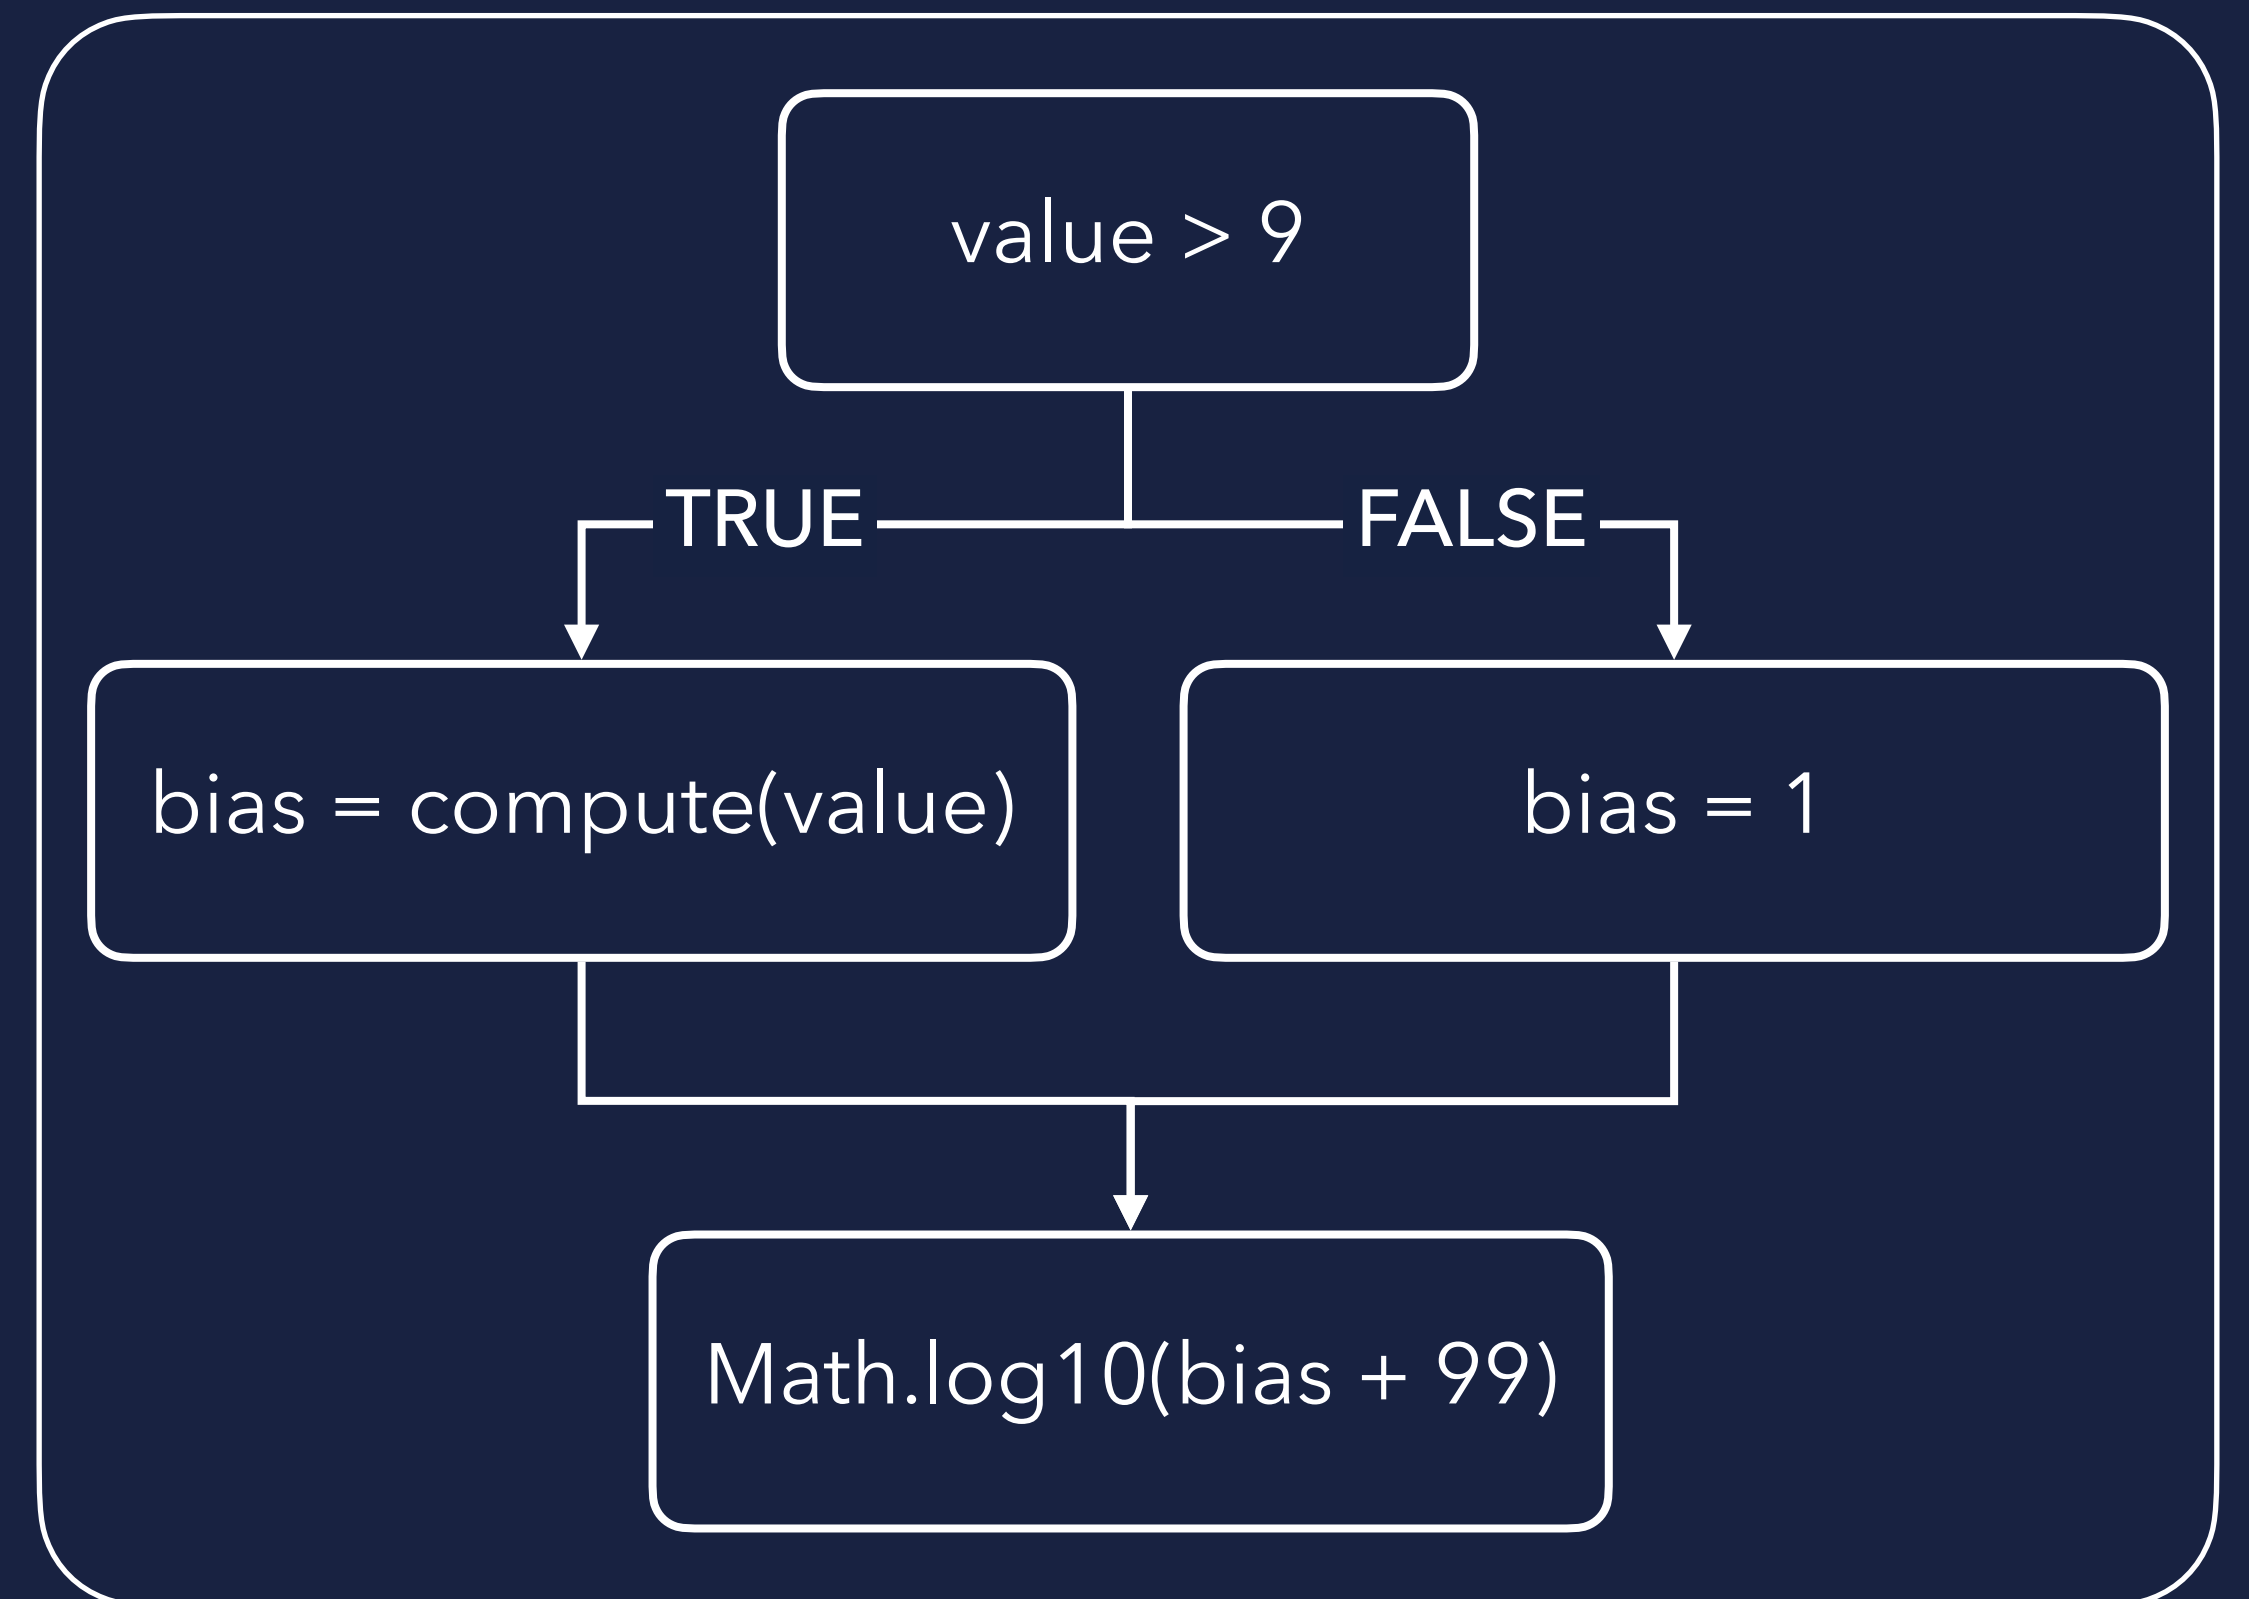 value > 9
TRUE
FALSE
bias = compute(value)
bias = 1
Math.log10(bias + 99)